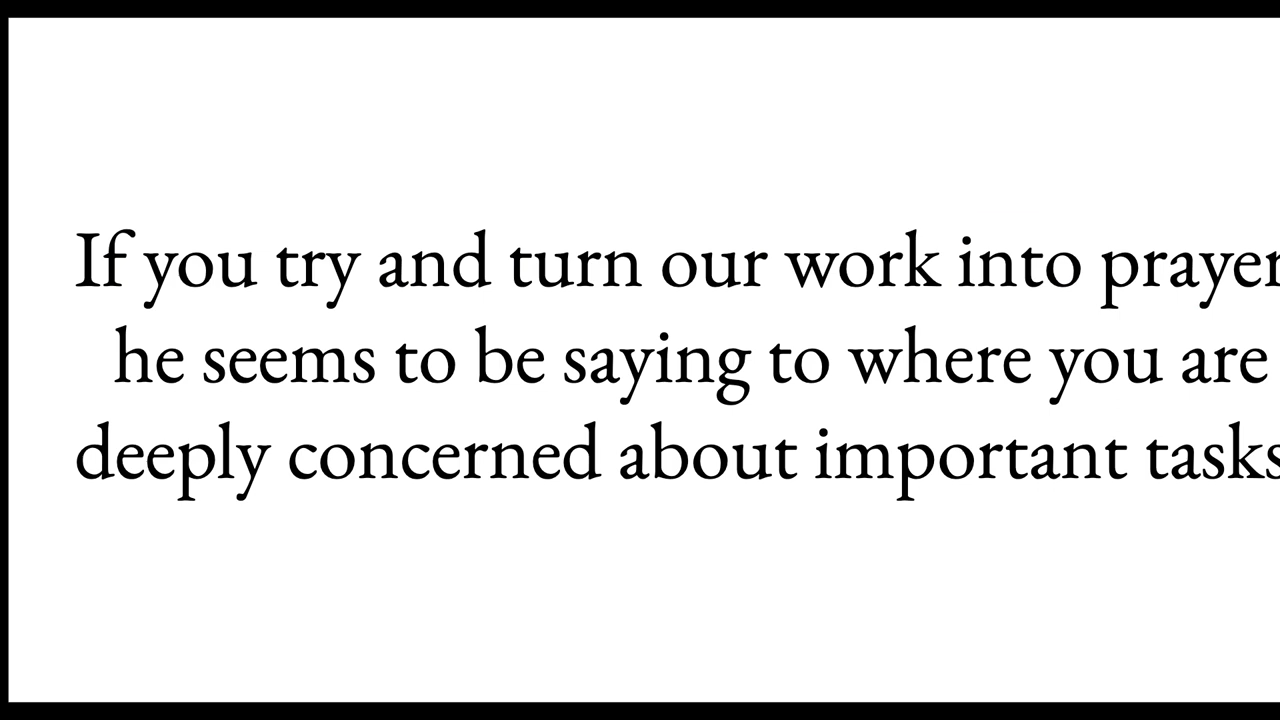 If you try and turn our work into prayer
he seems to be saying to where you are
deeply concerned about important tasks